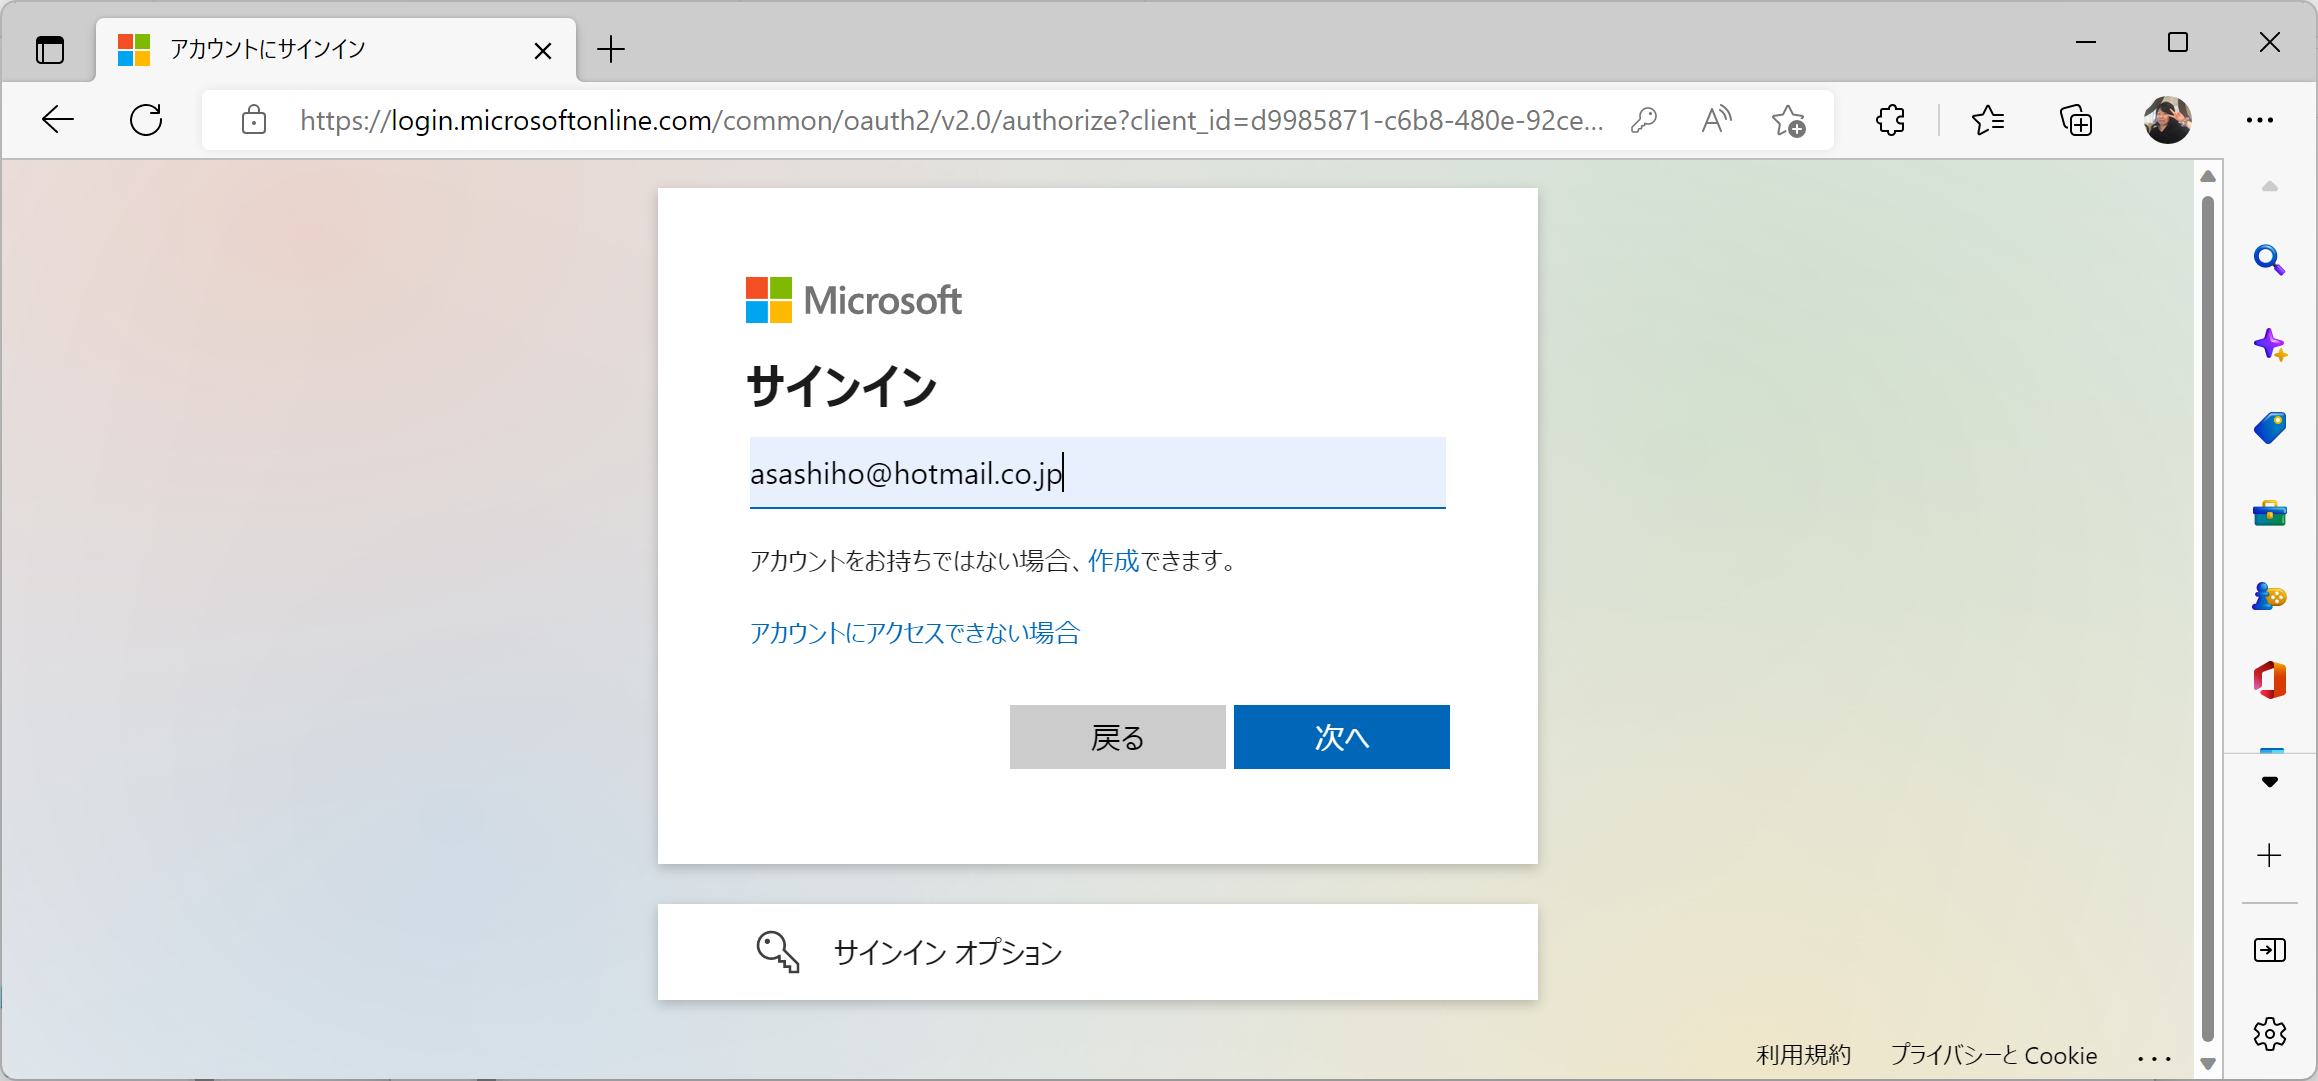 アカウントにサインイン
https://login.microsoftonline.com/common/oauth2/v2.0/authorize?client_id=d9985871-c6b8-480e-92ce...
Microsoft
サインイン
asashiho@hotmail.co.jp
アカウントをお持ちではない場合、作成できます。
アカウントにアクセスできない場合
戻る
次へ
サインイン オプション
利用規約
プライバシーと Cookie
...